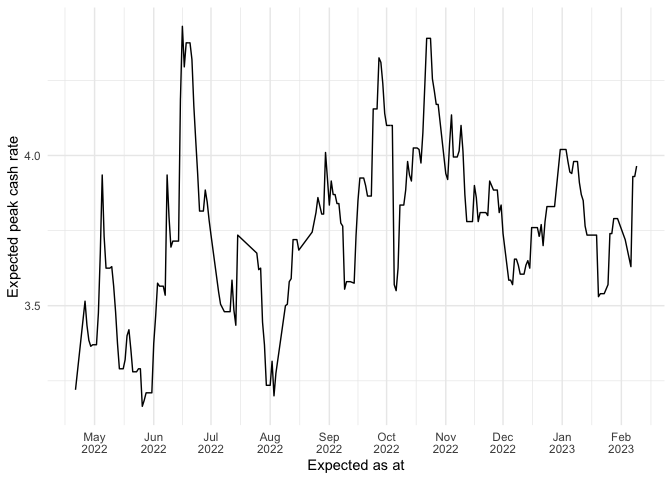 Expected peak cash rate
4.0
3.5
May Jun Jul Aug Sep Oct Nov Dec Jan Feb
2022 2022 2022 2022 2022 2022 2022 2022 2023 2023
Expected as at